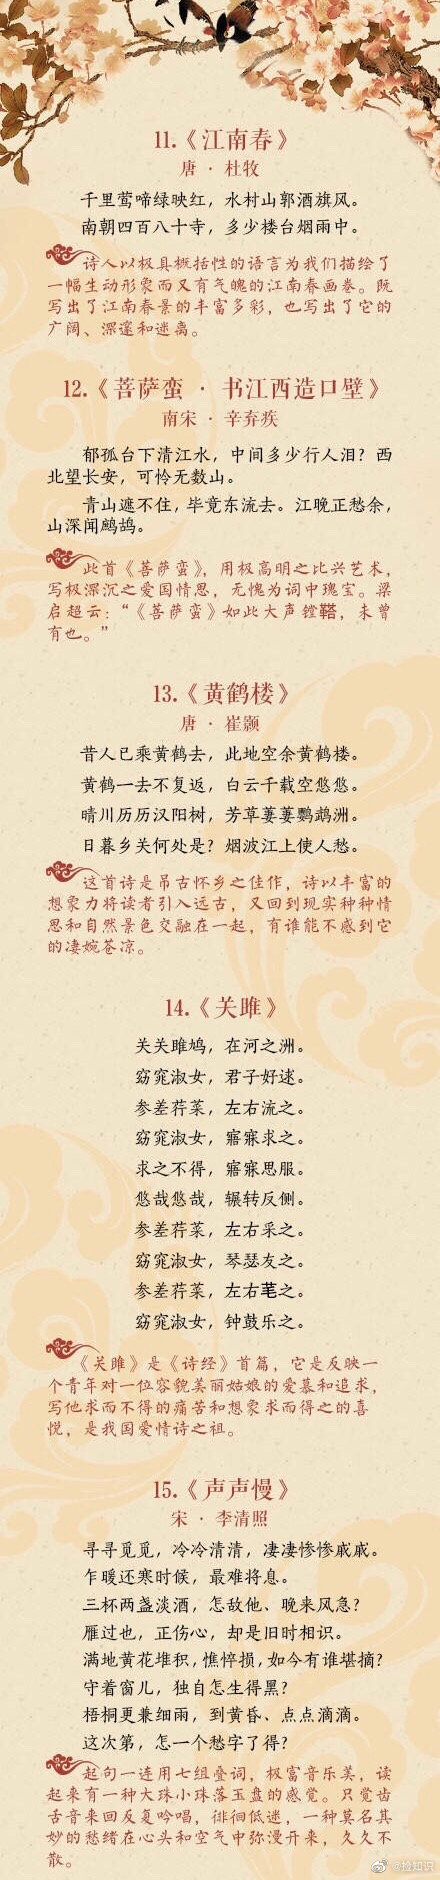 11.《江南春》
唐 · 杜牧
千里莺啼绿映红，水村山郭酒旗风。
南朝四百八十寺，多少楼台烟雨中。
诗人以极具概括性的语言为我们描绘了
一幅生动形象而又有气魄的江南春画卷。既
写出了江南春景的丰富多彩，也写出了它的
广阔、深邃和迷离。
12.《菩萨蛮 · 书江西造口壁》
南宋 · 辛弃疾
郁孤台下清江水，中间多少行人泪？西
北望长安，可怜无数山。
青山遮不住，毕竟东流去。江晚正愁余，
山深闻鹧鸪。
此首《菩萨蛮》，用极高明之比兴艺术，
写极深沉之爱国情思，无愧为词中瑰宝。梁
启超云：“《菩萨蛮》如此大声镗鞳，未曾
有也。”
13.《黄鹤楼》
唐 · 崔颢
昔人已乘黄鹤去，此地空余黄鹤楼。
黄鹤一去不复返，白云千载空悠悠。
晴川历历汉阳树，芳草萋萋鹦鹉洲。
日暮乡关何处是？烟波江上使人愁。
这首诗是吊古怀乡之佳作，诗以丰富的
想象力将读者引入远古，又回到现实种种情
思和自然景色交融在一起，有谁能不感到它
的凄婉苍凉。
14.《关雎》
关关雎鸠，在河之洲。
窈窕淑女，君子好逑。
参差荇菜，左右流之。
窈窕淑女，寤寐求之。
求之不得，寤寐思服。
悠哉悠哉，辗转反侧。
参差荇菜，左右采之。
窈窕淑女，琴瑟友之。
参差荇菜，左右芼之。
窈窕淑女，钟鼓乐之。
《关雎》是《诗经》首篇，它是反映一
个青年对一位容貌美丽姑娘的爱慕和追求，
写他求而不得的痛苦和想象求而得之的喜
悦，是我国爱情诗之祖。
15.《声声慢》
宋 · 李清照
寻寻觅觅，冷冷清清，凄凄惨惨戚戚。
乍暖还寒时候，最难将息。
三杯两盏淡酒，怎敌他、晚来风急？
雁过也，正伤心，却是旧时相识。
满地黄花堆积，憔悴损，如今有谁堪摘？
守着窗儿，独自怎生得黑？
梧桐更兼细雨，到黄昏、点点滴滴。
这次第，怎一个愁字了得？
起句一连用七组叠词，极富音乐美，读
起来有一种大珠小珠落玉盘的感觉。只觉齿
舌音来回反复吟唱，徘徊低迷，一种莫名其
妙的愁绪在心头和空气中弥漫开来，久久不
散。
@捡知识